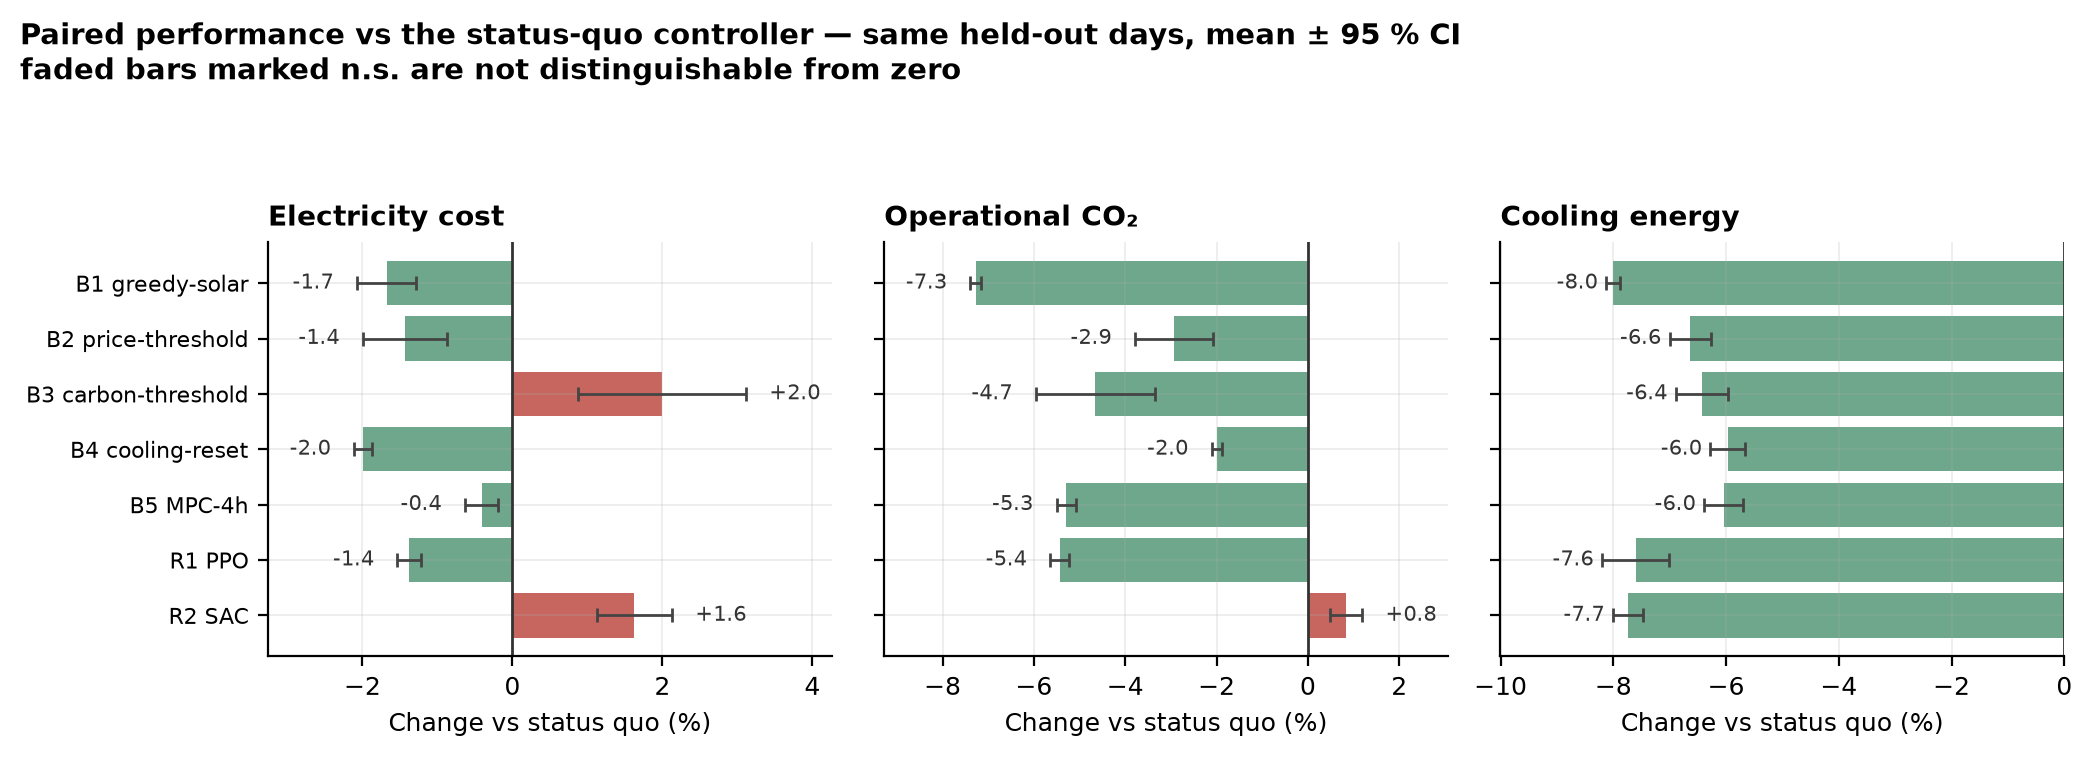 Paired performance vs the status-quo controller — same held-out days, mean ± 95 % CI
faded bars marked n.s. are not distinguishable from zero
Electricity cost
B1 greedy-solar
B2 price-threshold
B3 carbon-threshold
B4 cooling-reset
B5 MPC-4h
R1 PPO
R2 SAC
-1.7
-1.4
+2.0
-2.0
-0.4
-1.4
+1.6
−2 0 2 4
Change vs status quo (%)
Operational CO₂
-7.3
-2.9
-4.7
-2.0
-5.3
-5.4
+0.8
−8 −6 −4 −2 0 2
Change vs status quo (%)
Cooling energy
-8.0
-6.6
-6.4
-6.0
-6.0
-7.6
-7.7
−10 −8 −6 −4 −2 0
Change vs status quo (%)